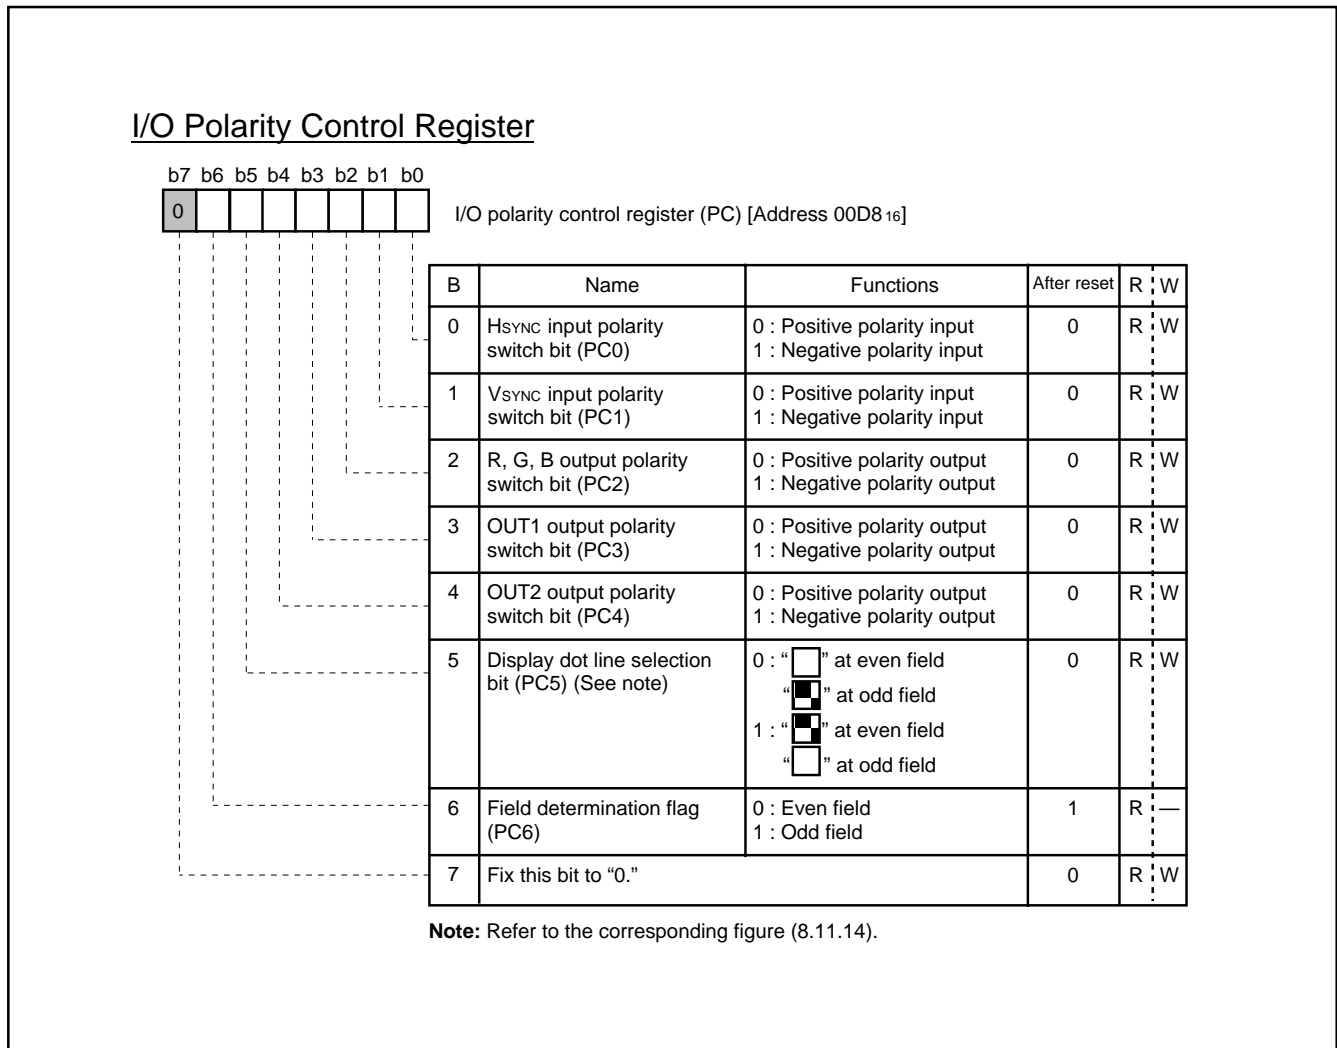 I/O Polarity Control Register
b7 b6 b5 b4 b3 b2 b1 b0
0
I/O polarity control register (PC) [Address 00D8 16]
B Name Functions After reset R W
0 HSYNC input polarity switch bit (PC0) 0 : Positive polarity input 1 : Negative polarity input 0 R W
1 VSYNC input polarity switch bit (PC1) 0 : Positive polarity input 1 : Negative polarity input 0 R W
2 R, G, B output polarity switch bit (PC2) 0 : Positive polarity output 1 : Negative polarity output 0 R W
3 OUT1 output polarity switch bit (PC3) 0 : Positive polarity output 1 : Negative polarity output 0 R W
4 OUT2 output polarity switch bit (PC4) 0 : Positive polarity output 1 : Negative polarity output 0 R W
5 Display dot line selection bit (PC5) (See note) 0 : “ ” at even field “ ” at odd field 1 : “ ” at even field “ ” at odd field 0 R W
6 Field determination flag (PC6) 0 : Even field 1 : Odd field 1 R —
7 Fix this bit to “0.” 0 R W
Note: Refer to the corresponding figure (8.11.14).